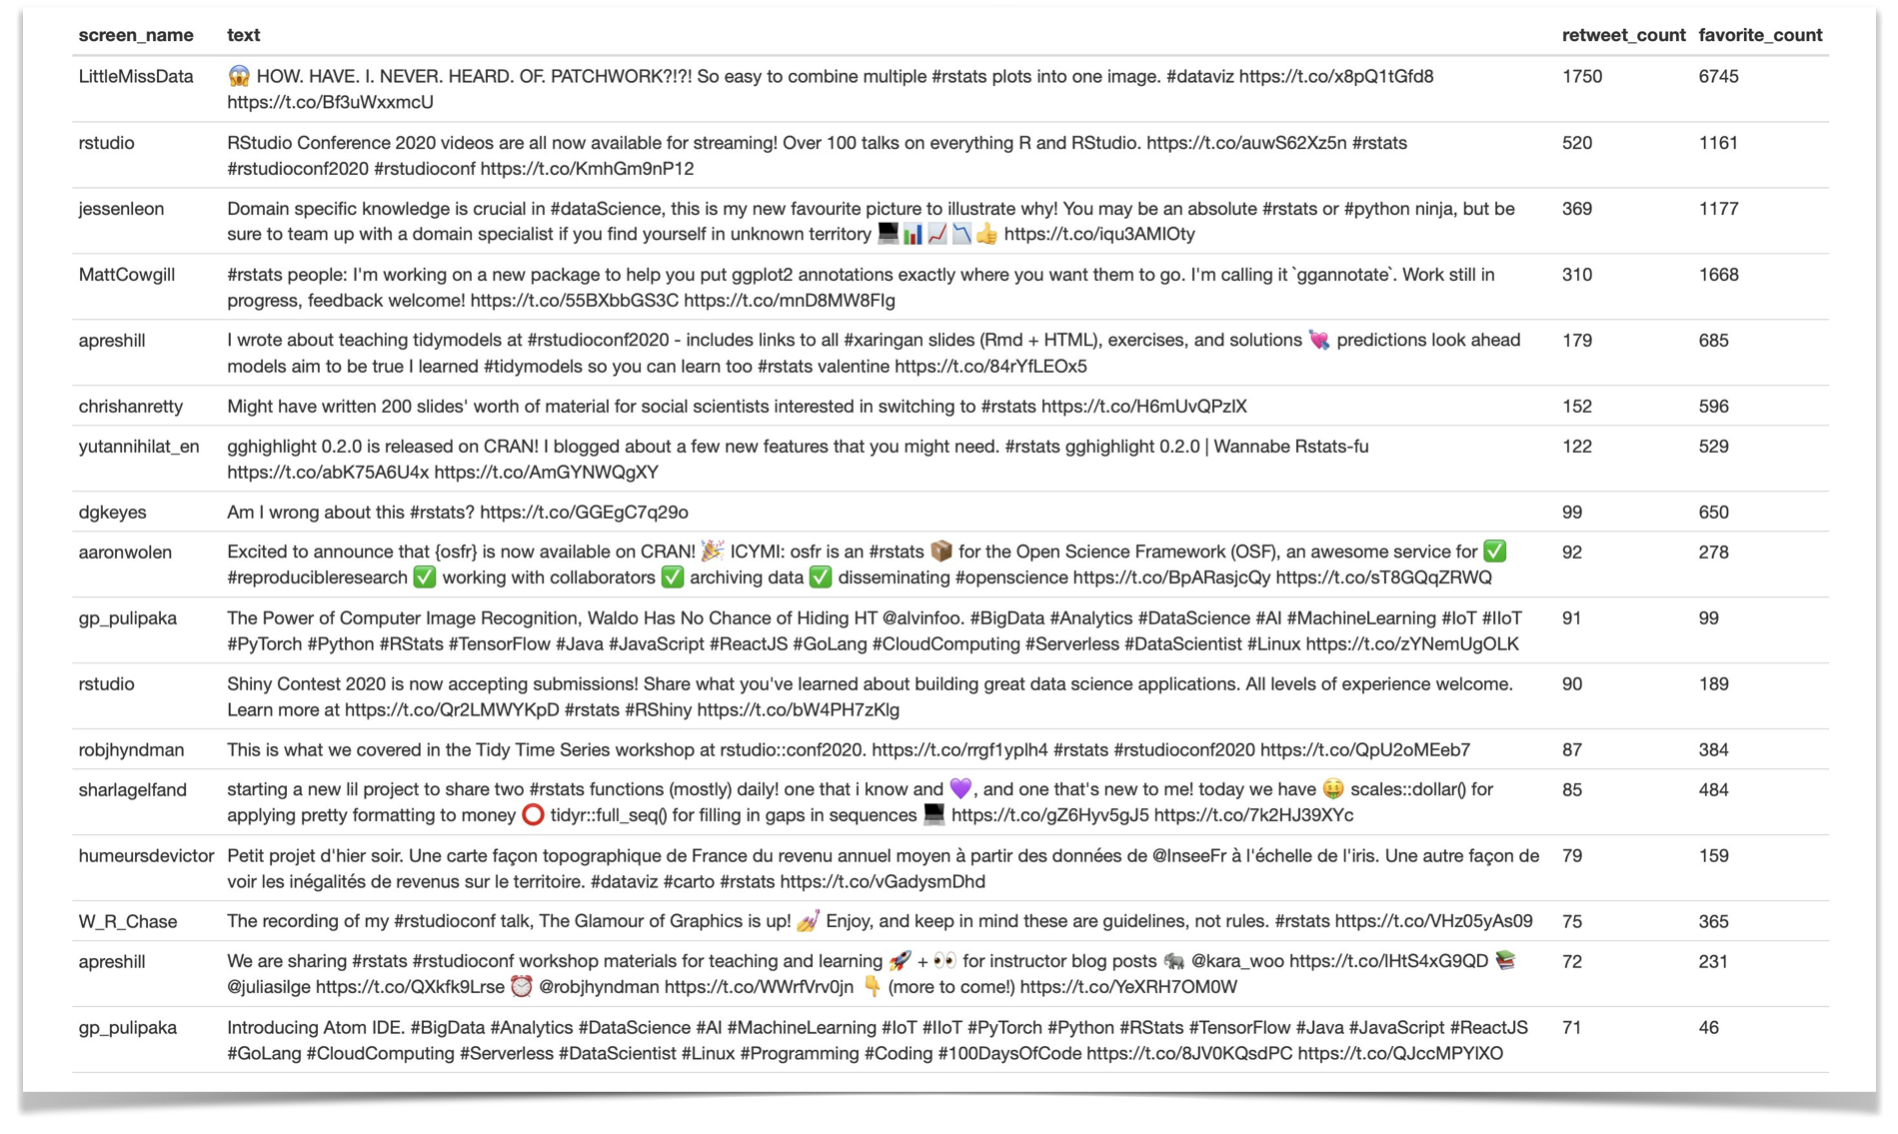 screen_name text retweet_count favorite_count
LittleMissData 😱 HOW. HAVE. I. NEVER. HEARD. OF. PATCHWORK?!?! So easy to combine multiple #rstats plots into one image. #dataviz https://t.co/x8pQ1tGfd8 1750 6745
https://t.co/Bf3uWxxmcU
rstudio RStudio Conference 2020 videos are all now available for streaming! Over 100 talks on everything R and RStudio. https://t.co/auwS62Xz5n #rstats 520 1161
#rstudioconf2020 #rstudioconf https://t.co/KmhGm9nP12
jessenleon Domain specific knowledge is crucial in #dataScience, this is my new favourite picture to illustrate why! You may be an absolute #rstats or #python ninja, but be 369 1177
sure to team up with a domain specialist if you find yourself in unknown territory 💻📊📈📉👍 https://t.co/iqu3AMIOty
MattCowgill #rstats people: I'm working on a new package to help you put ggplot2 annotations exactly where you want them to go. I'm calling it `ggannotate`. Work still in 310 1668
progress, feedback welcome! https://t.co/55BXbbGS3C https://t.co/mnD8MW8FIg
apreshill I wrote about teaching tidymodels at #rstudioconf2020 - includes links to all #xaringan slides (Rmd + HTML), exercises, and solutions 💘 predictions look ahead 179 685
models aim to be true I learned #tidymodels so you can learn too #rstats valentine https://t.co/84rYfLEOx5
chrishanretty Might have written 200 slides' worth of material for social scientists interested in switching to #rstats https://t.co/H6mUvQPzIX 152 596
yutannihilat_en gghighlight 0.2.0 is released on CRAN! I blogged about a few new features that you might need. #rstats gghighlight 0.2.0 | Wannabe Rstats-fu 122 529
https://t.co/abK75A6U4x https://t.co/AmGYNWQgXY
dgkeyes Am I wrong about this #rstats? https://t.co/GGEgC7q29o 99 650
aaronwolen Excited to announce that {osfr} is now available on CRAN! 🎉 ICYMI: osfr is an #rstats 📦 for the Open Science Framework (OSF), an awesome service for ✅ 92 278
#reproducibleresearch ✅ working with collaborators ✅ archiving data ✅ disseminating #openscience https://t.co/BpARasjcQy https://t.co/sT8GQqZRWQ
gp_pulipaka The Power of Computer Image Recognition, Waldo Has No Chance of Hiding HT @alvinfoo. #BigData #Analytics #DataScience #AI #MachineLearning #IoT #IIoT 91 99
#PyTorch #Python #RStats #TensorFlow #Java #JavaScript #ReactJS #GoLang #CloudComputing #Serverless #DataScientist #Linux https://t.co/zYNemUgOLK
rstudio Shiny Contest 2020 is now accepting submissions! Share what you've learned about building great data science applications. All levels of experience welcome. 90 189
Learn more at https://t.co/Qr2LMWYKpD #rstats #RShiny https://t.co/bW4PH7zKlg
robjhyndman This is what we covered in the Tidy Time Series workshop at rstudio::conf2020. https://t.co/rrgf1yplh4 #rstats #rstudioconf2020 https://t.co/QpU2oMEeb7 87 384
sharlagelfand starting a new lil project to share two #rstats functions (mostly) daily! one that i know and 💜, and one that's new to me! today we have 🤑 scales::dollar() for 85 484
applying pretty formatting to money ⭕ tidyr::full_seq() for filling in gaps in sequences 💻 https://t.co/gZ6Hyv5gJ5 https://t.co/7k2HJ39XYc
humeursdevictor Petit projet d'hier soir. Une carte façon topographique de France du revenu annuel moyen à partir des données de @InseeFr à l'échelle de l'iris. Une autre façon de 79 159
voir les inégalités de revenus sur le territoire. #dataviz #carto #rstats https://t.co/vGadysmDhd
W_R_Chase The recording of my #rstudioconf talk, The Glamour of Graphics is up! 💅 Enjoy, and keep in mind these are guidelines, not rules. #rstats https://t.co/VHz05yAs09 75 365
apreshill We are sharing #rstats #rstudioconf workshop materials for teaching and learning 🚀 + 👀 for instructor blog posts 🐘 @kara_woo https://t.co/lHtS4xG9QD 📚 72 231
@juliasilge https://t.co/QXkfk9Lrse ⏰ @robjhyndman https://t.co/WWrfVrv0jn 👇 (more to come!) https://t.co/YeXRH7OM0W
gp_pulipaka Introducing Atom IDE. #BigData #Analytics #DataScience #AI #MachineLearning #IoT #IIoT #PyTorch #Python #RStats #TensorFlow #Java #JavaScript #ReactJS 71 46
#GoLang #CloudComputing #Serverless #DataScientist #Linux #Programming #Coding #100DaysOfCode https://t.co/8JV0KQsdPC https://t.co/QJccMPYlXO